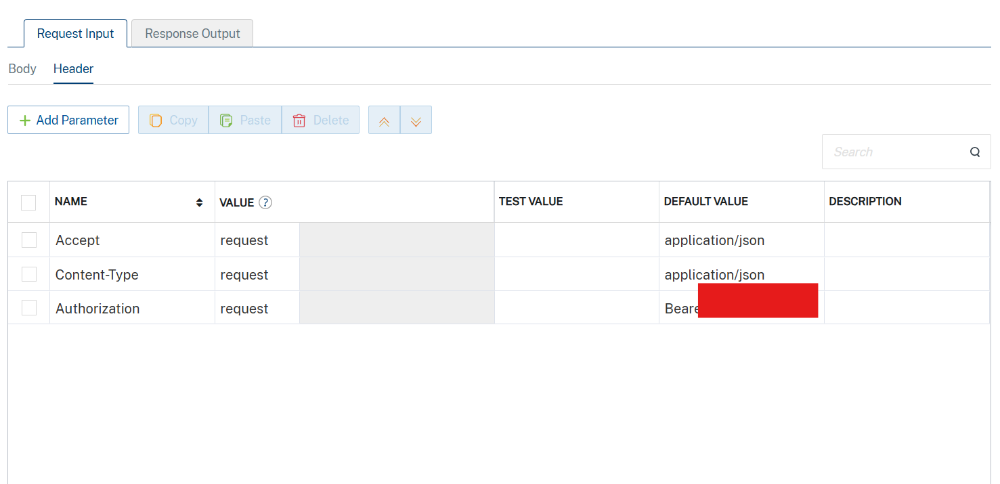 Request Input Response Output
Body Header
Add Parameter Copy Paste Delete
Search
NAME VALUE ? TEST VALUE DEFAULT VALUE DESCRIPTION
Accept request application/json
Content-Type request application/json
Authorization request Beare